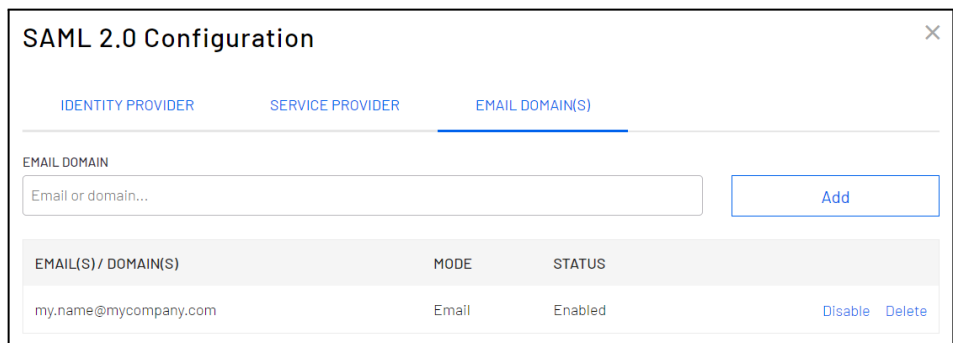 SAML 2.0 Configuration
IDENTITY PROVIDER SERVICE PROVIDER EMAIL DOMAIN(S)
EMAIL DOMAIN
Email or domain... Add
EMAIL(S) / DOMAIN(S) MODE STATUS
my.name@mycompany.com Email Enabled Disable Delete